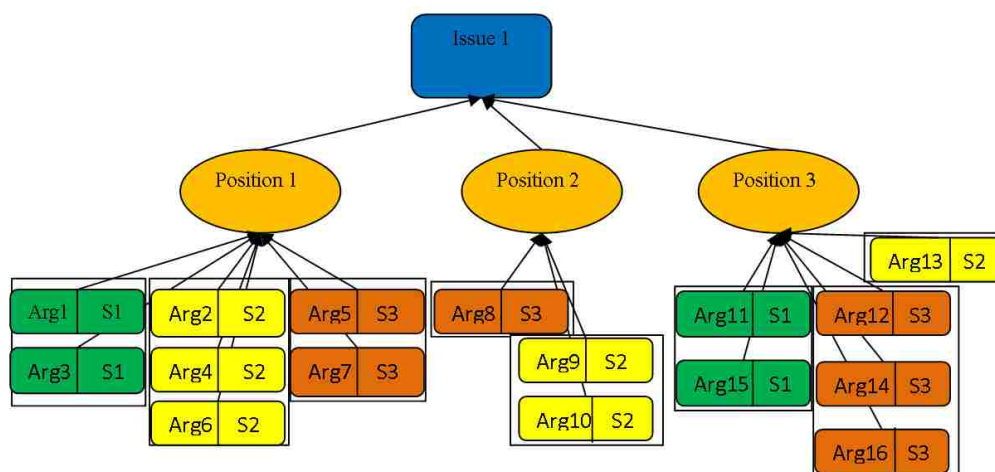 Issue 1
Position 1
Position 2
Position 3
Arg13 S2
Arg1 S1
Arg2 S2
Arg5 S3
Arg8 S3
Arg11 S1
Arg12 S3
Arg3 S1
Arg4 S2
Arg7 S3
Arg9 S2
Arg15 S1
Arg14 S3
Arg6 S2
Arg10 S2
Arg16 S3